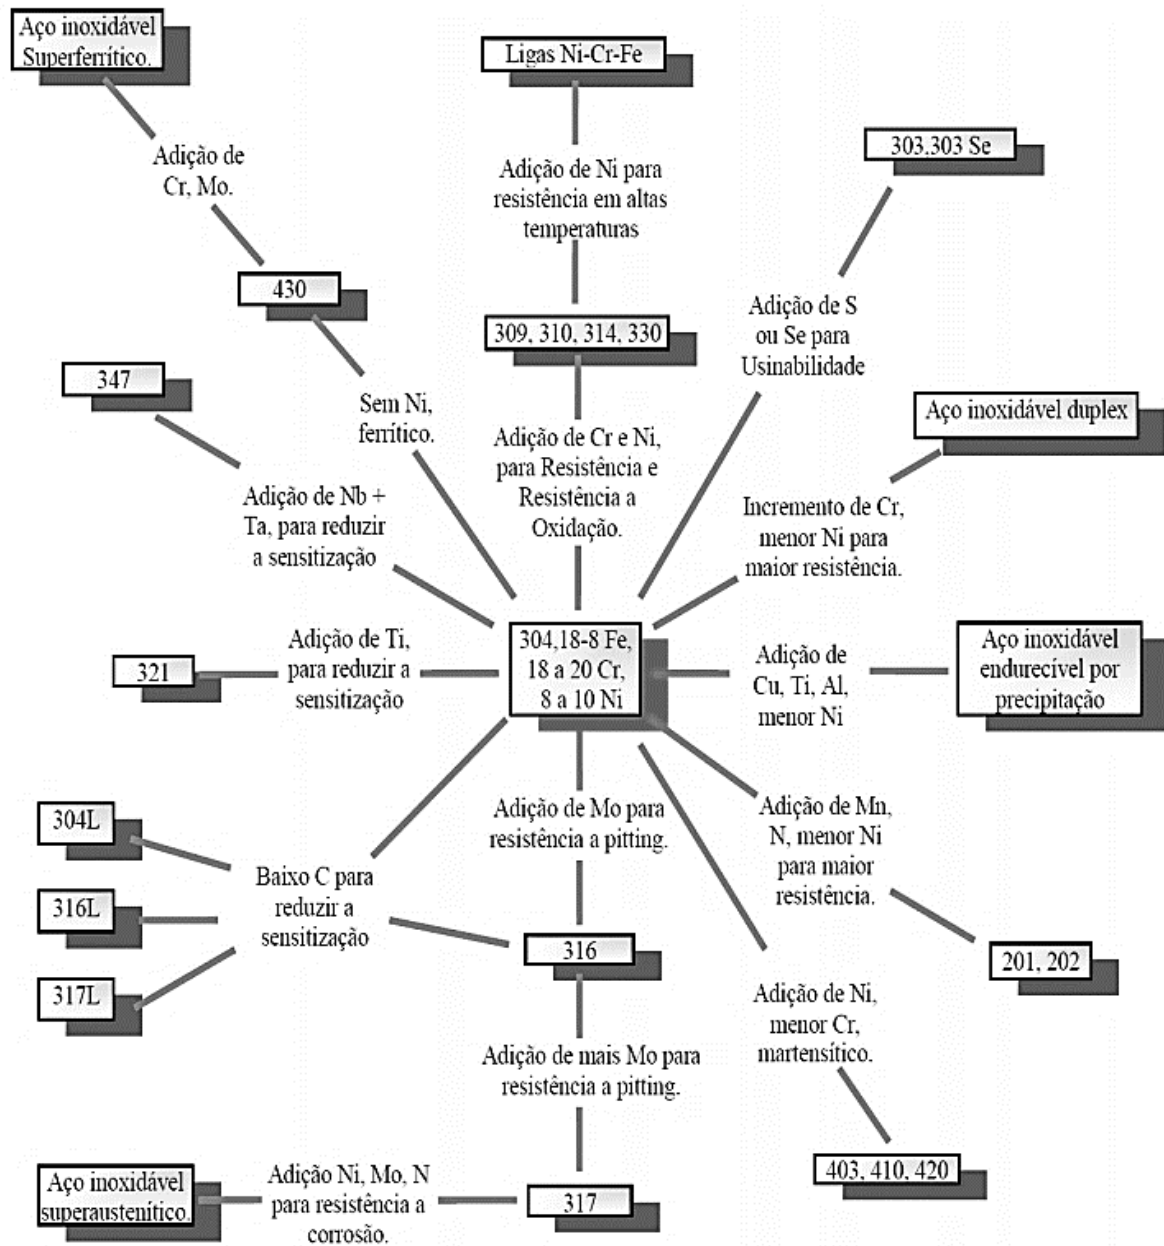 Aço inoxidável
Superferrítico.
Ligas Ni-Cr-Fe
303,303 Se
Adição de
Cr, Mo.
Adição de Ni para
resistência em altas
temperaturas
430
Adição de S
ou Se para
Usinabilidade
309, 310, 314, 330
347
Sem Ni,
ferrítico.
Aço inoxidável duplex
Adição de Cr e Ni,
para Resistência e
Resistência a
Oxidação.
Adição de Nb +
Ta, para reduzir
a sensitização
Incremento de Cr,
menor Ni para
maior resistência.
321
Adição de Ti,
para reduzir a
sensitização
304,18-8 Fe,
18 a 20 Cr,
8 a 10 Ni
Adição de
Cu, Ti, Al,
menor Ni
Aço inoxidável
endurecível por
precipitação
304L
316L
317L
Baixo C para
reduzir a
sensitização
Adição de Mo para
resistência a pitting.
Adição de Mn,
N, menor Ni
para maior
resistência.
316
201, 202
Adição de Ni,
menor Cr,
martensítico.
Adição de mais Mo para
resistência a pitting.
403, 410, 420
Aço inoxidável
superaustenítico.
Adição Ni, Mo, N
para resistência a
corrosão.
317